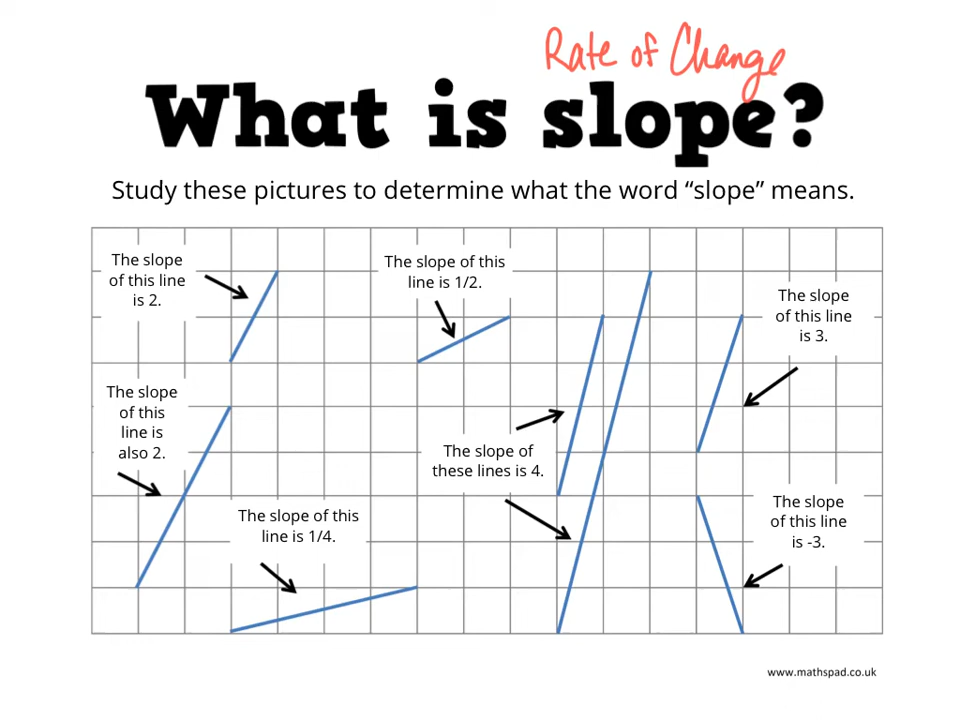 Rate of Change
What is slope?
Study these pictures to determine what the word “slope” means.
The slope
of this line
is 2.
The slope of this
line is 1/2.
The slope
of this line
is 3.
The slope
of this
line is
also 2.
The slope of
these lines is 4.
The slope of this
line is 1/4.
The slope
of this line
is -3.
www.mathspad.co.uk